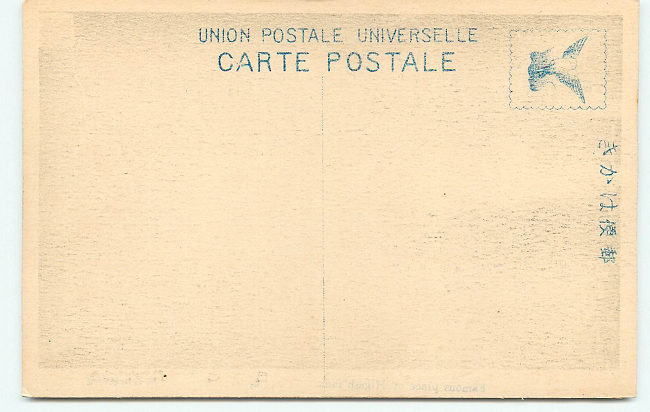 UNION POSTALE UNIVERSELLE
CARTE POSTALE
郵便はかき